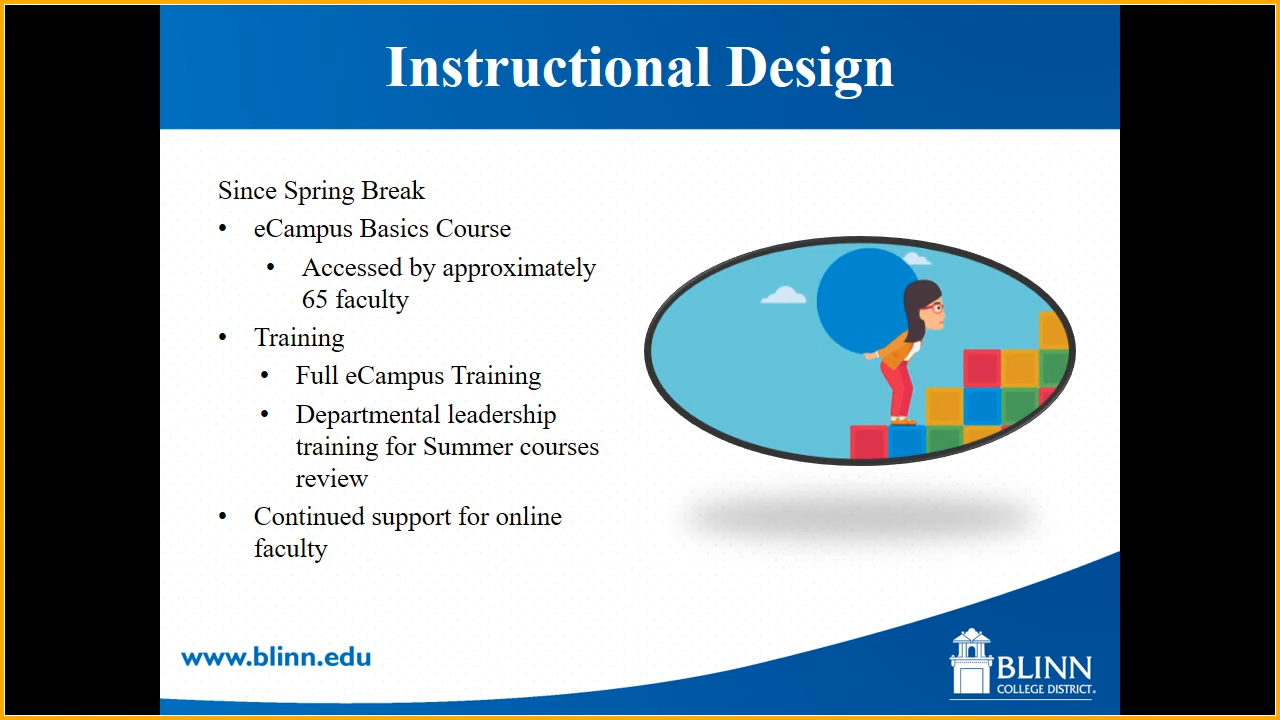 Instructional Design
Since Spring Break
• eCampus Basics Course
• Accessed by approximately
65 faculty
• Training
• Full eCampus Training
• Departmental leadership
training for Summer courses
review
• Continued support for online
faculty
www.blinn.edu
BLINN
COLLEGE DISTRICT.